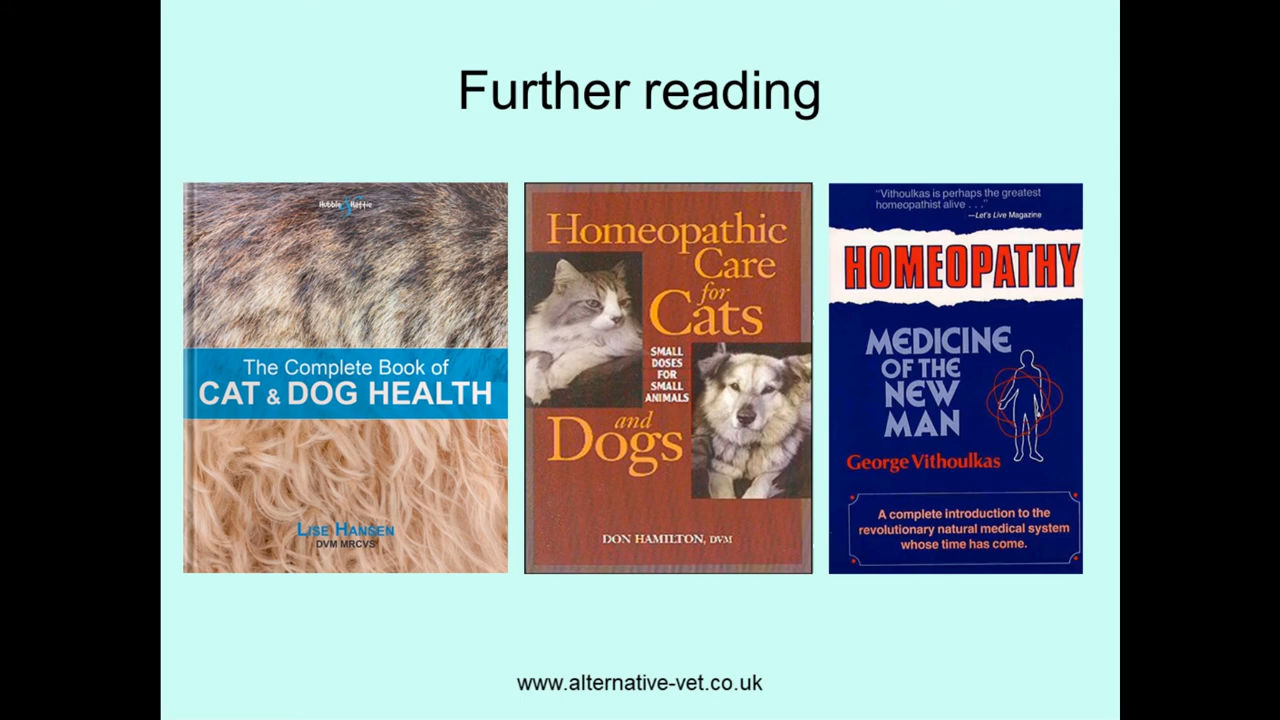 Further reading
Hubble & Hattie
The Complete Book of
CAT & DOG HEALTH
LISE HANSEN
DVM MRCVS
Homeopathic
Care
for
Cats
SMALL
DOSES
FOR
SMALL
ANIMALS
and
Dogs
DON HAMILTON, DVM
"Vithoulkas is perhaps the greatest
homeopathist alive . . ."
—Let's Live Magazine
HOMEOPATHY
MEDICINE
OF THE
NEW
MAN
George Vithoulkas
A complete introduction to the
revolutionary natural medical system
whose time has come.
www.alternative-vet.co.uk